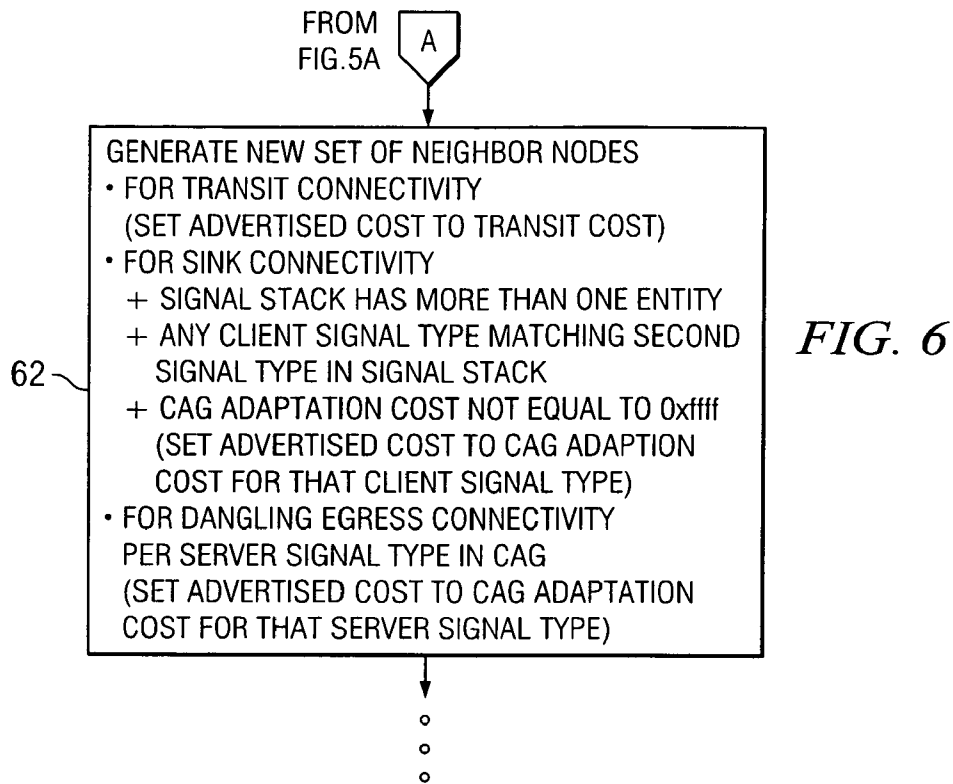 FROM
FIG.5A
A
GENERATE NEW SET OF NEIGHBOR NODES
• FOR TRANSIT CONNECTIVITY
(SET ADVERTISED COST TO TRANSIT COST)
• FOR SINK CONNECTIVITY
+ SIGNAL STACK HAS MORE THAN ONE ENTITY
+ ANY CLIENT SIGNAL TYPE MATCHING SECOND
SIGNAL TYPE IN SIGNAL STACK
+ CAG ADAPTATION COST NOT EQUAL TO 0xffff
(SET ADVERTISED COST TO CAG ADAPTION
COST FOR THAT CLIENT SIGNAL TYPE)
• FOR DANGLING EGRESS CONNECTIVITY
PER SERVER SIGNAL TYPE IN CAG
(SET ADVERTISED COST TO CAG ADAPTATION
COST FOR THAT SERVER SIGNAL TYPE)
62
FIG. 6